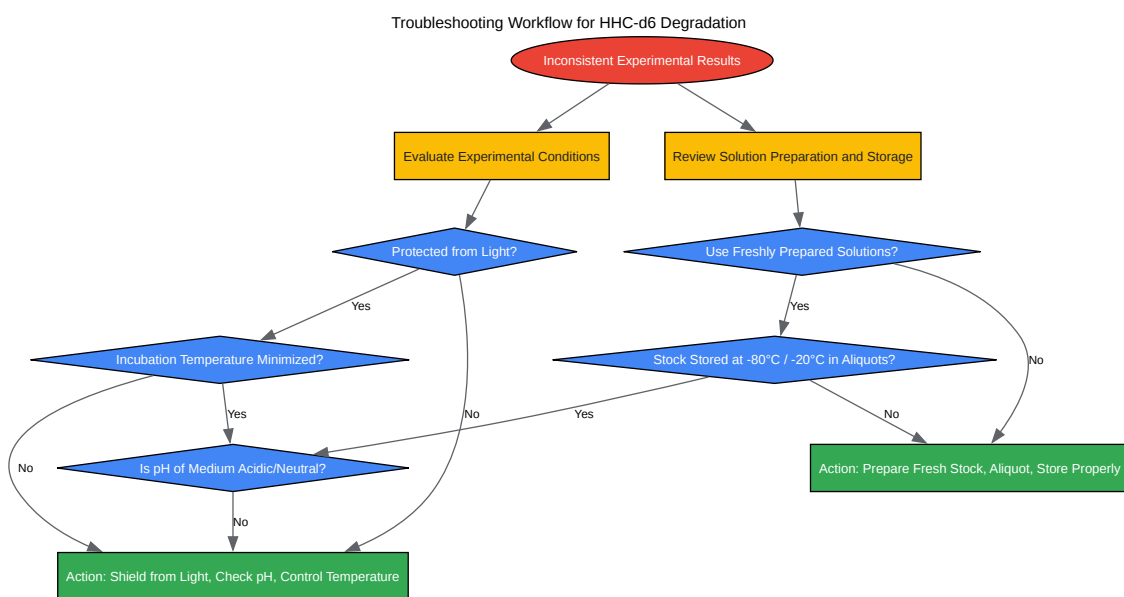 Troubleshooting Workflow for HHC-d6 Degradation
Inconsistent Experimental Results
Evaluate Experimental Conditions
Review Solution Preparation and Storage
Protected from Light?
Use Freshly Prepared Solutions?
Yes
Yes
Incubation Temperature Minimized?
Stock Stored at -80°C / -20°C in Aliquots?
No
Yes
No
Yes
No
No
Is pH of Medium Acidic/Neutral?
Action: Prepare Fresh Stock, Aliquot, Store Properly
No
Action: Shield from Light, Check pH, Control Temperature